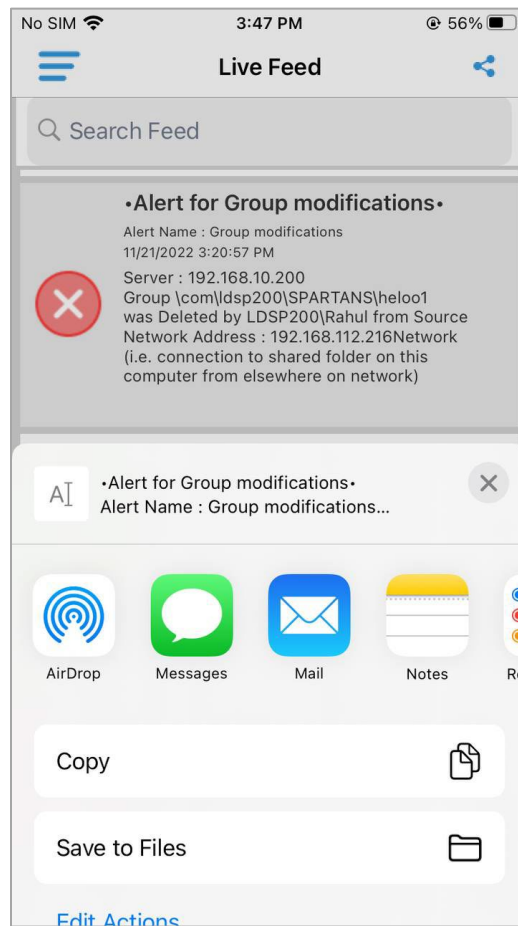 No SIM 3:47 PM 56%
Live Feed
Search Feed
•Alert for Group modifications•
Alert Name : Group modifications
11/21/2022 3:20:57 PM
Server : 192.168.10.200
Group \com\ldsp200\SPARTANS\heloo1
was Deleted by LDSP200\Rahul from Source
Network Address : 192.168.112.216Network
(i.e. connection to shared folder on this
computer from elsewhere on network)
A
•Alert for Group modifications•
Alert Name : Group modifications...
AirDrop Messages Mail Notes
Copy
Save to Files
Edit Actions